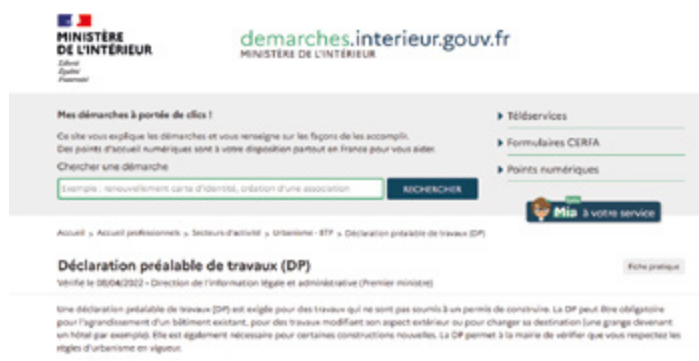 MINISTÈRE
DE L'INTÉRIEUR
Liberté
Égalité
Fraternité
demarches.interieur.gouv.fr
MINISTÈRE DE L'INTÉRIEUR
Mes démarches à portée de clics !
Ce site vous explique les démarches et vous renseigne sur les façons de les accomplir.
Des points d'accueil numériques sont à votre disposition partout en France pour vous aider.
Chercher une démarche
Exemple : renouvellement carte d'identité, création d'une association
RECHERCHER
Téléservices
Formulaires CERFA
Points numériques
Mia à votre service
Accueil > Accueil professionnels > Secteurs d'activité > Urbanisme - BTP > Déclaration préalable de travaux (DP)
Déclaration préalable de travaux (DP)
Fiche pratique
Vérifié le 08/04/2022 - Direction de l'information légale et administrative (Premier ministre)
Une déclaration préalable de travaux (DP) est exigée pour des travaux qui ne sont pas soumis à un permis de construire. La DP peut être obligatoire
pour l'agrandissement d'un bâtiment existant, pour des travaux modifiant son aspect extérieur ou pour changer sa destination (une grange devenant
un hôtel par exemple). Elle est également nécessaire pour certaines constructions nouvelles. La DP permet à la mairie de vérifier que vous respectez les
règles d'urbanisme en vigueur.